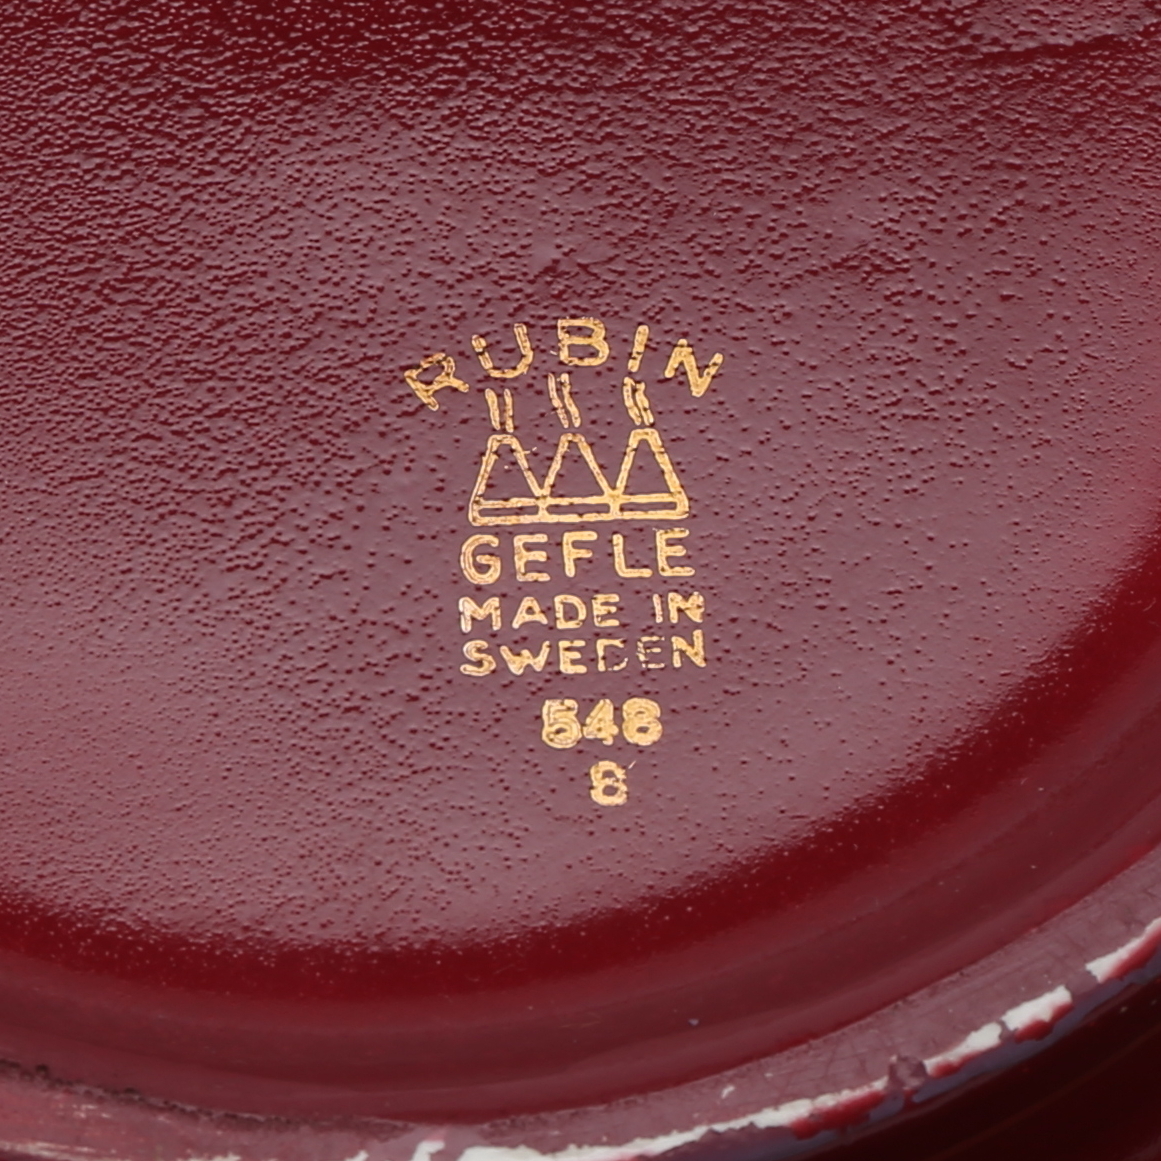 RUBIN
GEFLE
MADE IN
SWEDEN
548
8